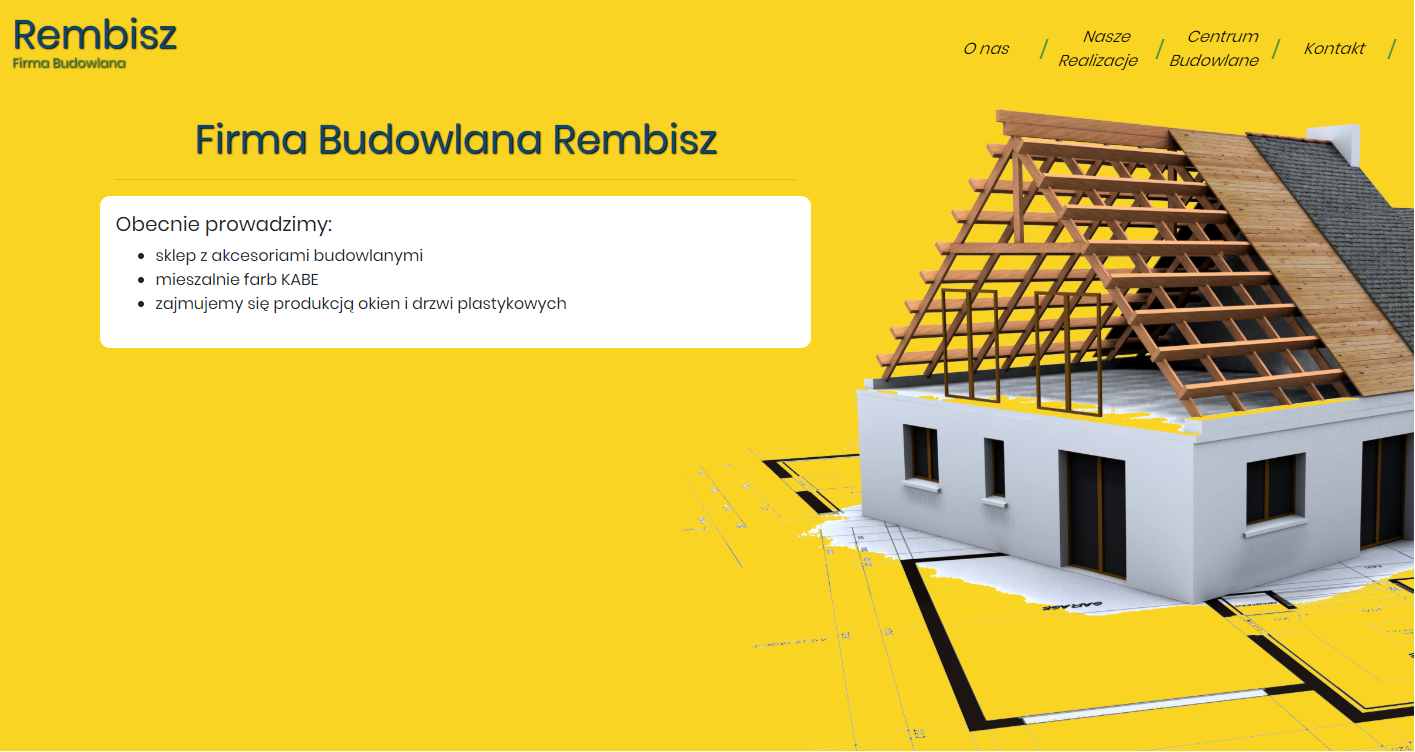 Rembisz
Firma Budowlana
O nas / Nasze Realizacje / Centrum Budowlane / Kontakt /
Firma Budowlana Rembisz
Obecnie prowadzimy:
• sklep z akcesoriami budowlanymi
• mieszalnie farb KABE
• zajmujemy się produkcją okien i drzwi plastykowych
GARAGE